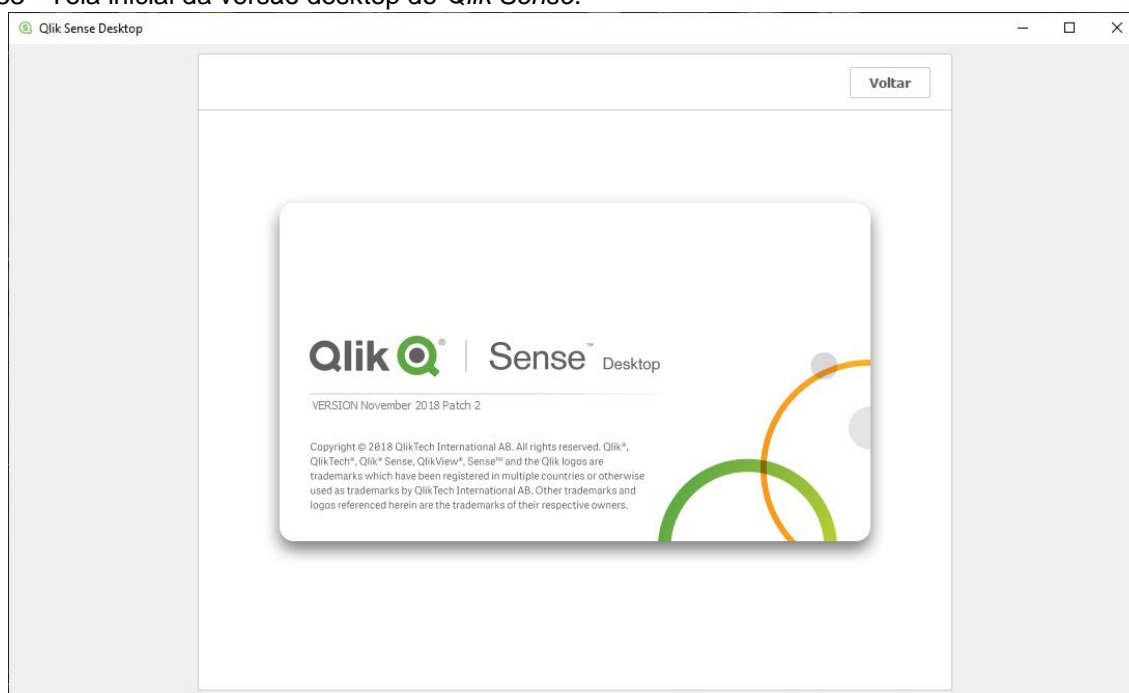 Tela inicial da versão desktop do Qlik Sense.
Qlik Sense Desktop
Voltar
Qlik® | Sense™ Desktop
VERSION November 2018 Patch 2
Copyright © 2018 QlikTech International AB. All rights reserved. Qlik®,
QlikTech®, Qlik® Sense, QlikView®, Sense™ and the Qlik logos are
trademarks which have been registered in multiple countries or otherwise
used as trademarks by QlikTech International AB. Other trademarks and
logos referenced herein are the trademarks of their respective owners.